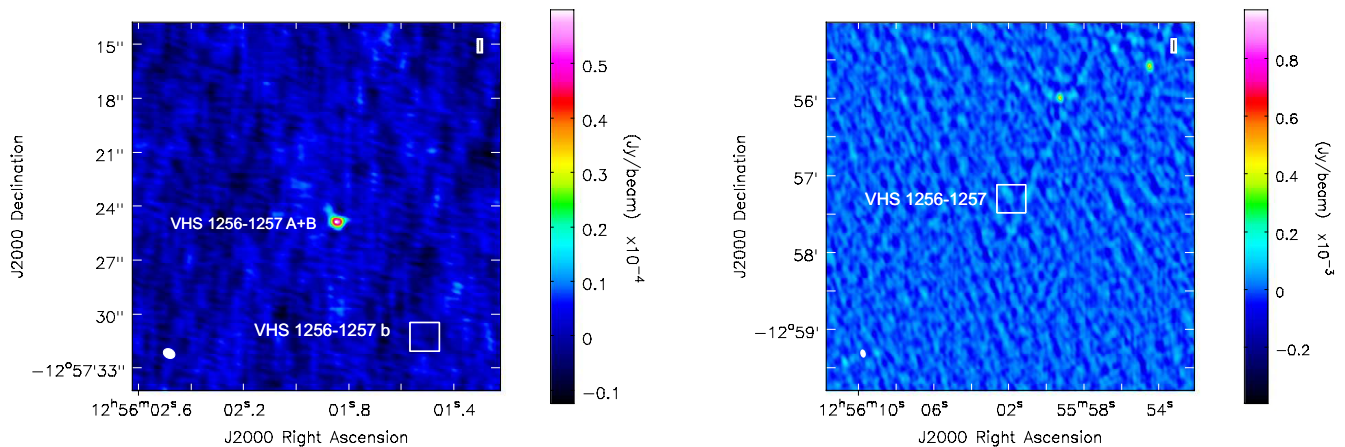 15''
18''
21''
24''
27''
30''
−12°57'33''
J2000 Declination
VHS 1256-1257 A+B
VHS 1256-1257 b
I
12ʰ56ᵐ02ˢ.6
02ˢ.2
01ˢ.8
01ˢ.4
J2000 Right Ascension
0.5
0.4
0.3
0.2
0.1
0
−0.1
(Jy/beam) x10⁻⁴
56'
57'
58'
−12°59'
J2000 Declination
VHS 1256-1257
I
12ʰ56ᵐ10ˢ
06ˢ
02ˢ
55ᵐ58ˢ
54ˢ
J2000 Right Ascension
0.8
0.6
0.4
0.2
0
−0.2
(Jy/beam) x10⁻³